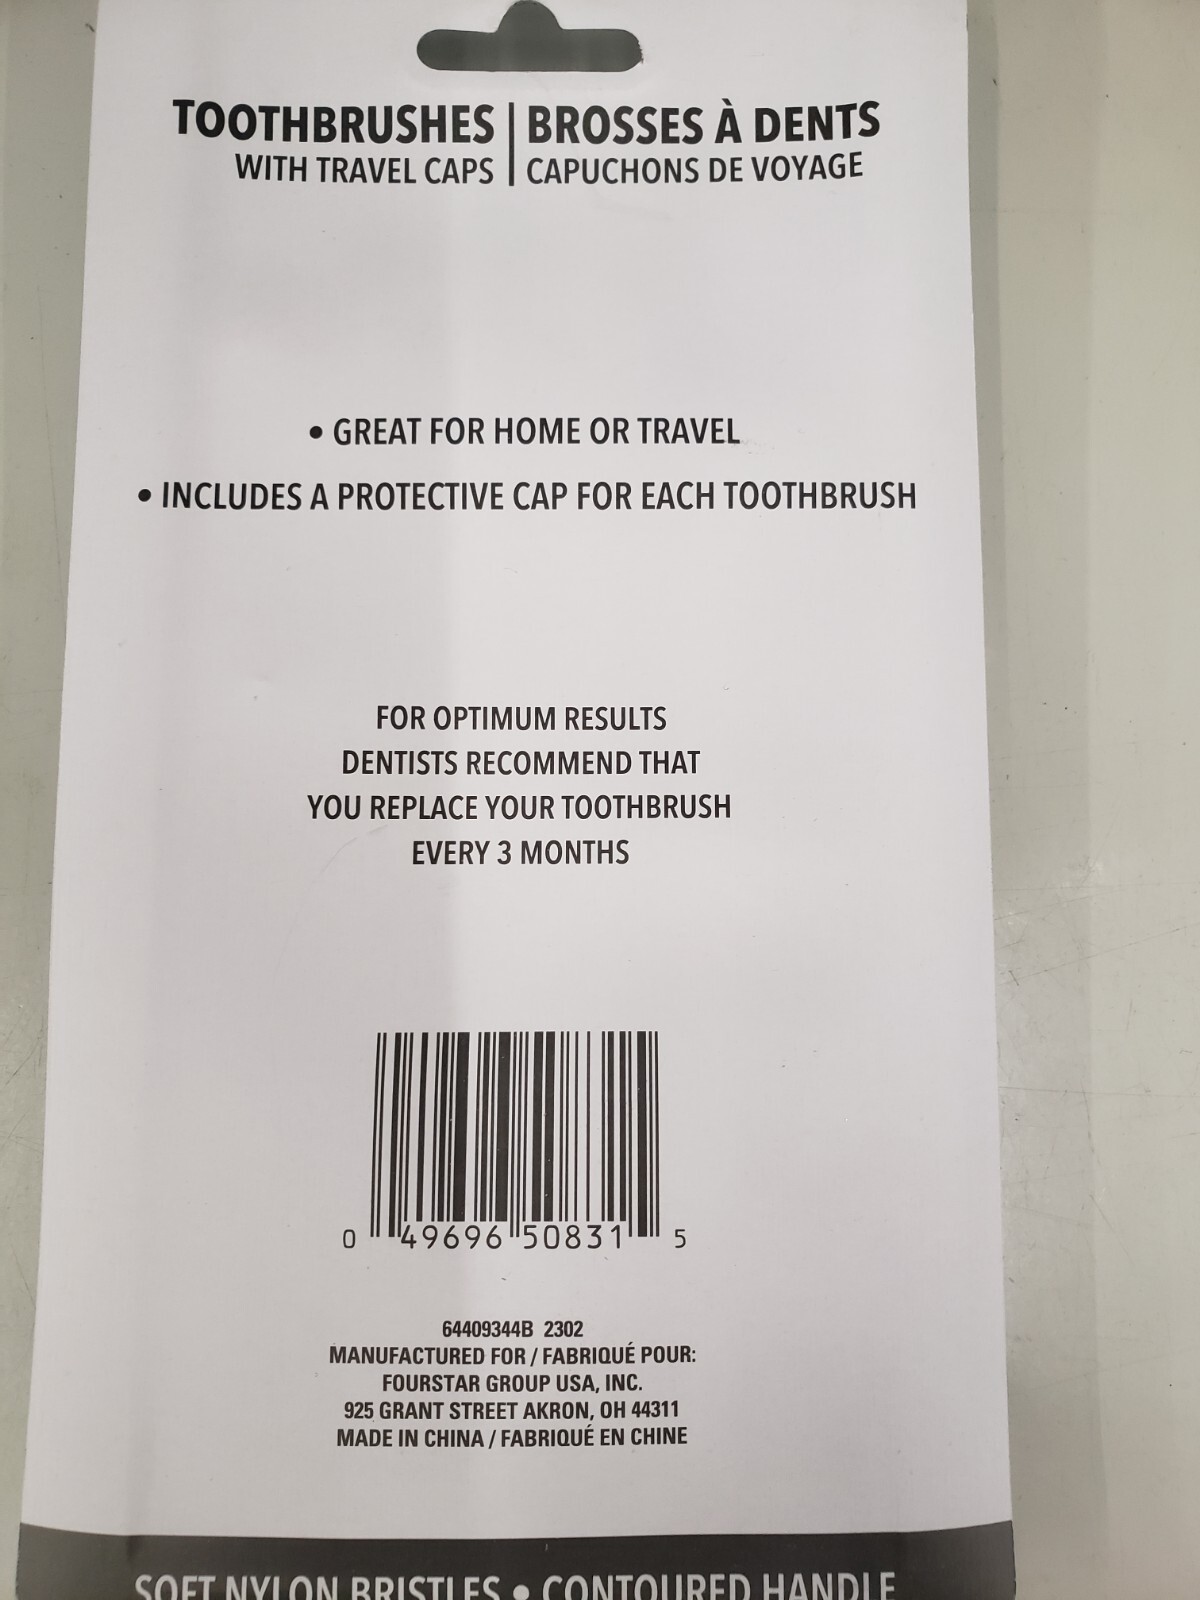 TOOTHBRUSHES | BROSSES À DENTS
WITH TRAVEL CAPS | CAPUCHONS DE VOYAGE
• GREAT FOR HOME OR TRAVEL
• INCLUDES A PROTECTIVE CAP FOR EACH TOOTHBRUSH
FOR OPTIMUM RESULTS
DENTISTS RECOMMEND THAT
YOU REPLACE YOUR TOOTHBRUSH
EVERY 3 MONTHS
0 49696 50831 5
64409344B 2302
MANUFACTURED FOR / FABRIQUÉ POUR:
FOURSTAR GROUP USA, INC.
925 GRANT STREET AKRON, OH 44311
MADE IN CHINA / FABRIQUÉ EN CHINE
SOFT NYLON BRISTLES • CONTOURED HANDLE